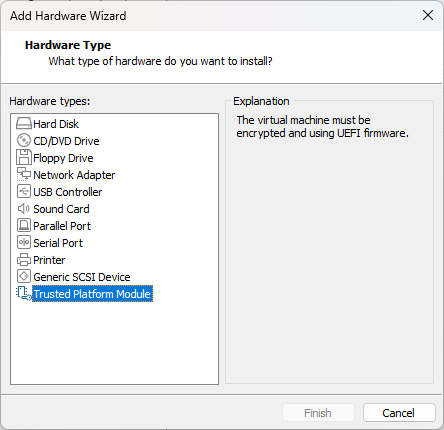 Add Hardware Wizard
Hardware Type
What type of hardware do you want to install?
Hardware types:
Hard Disk
CD/DVD Drive
Floppy Drive
Network Adapter
USB Controller
Sound Card
Parallel Port
Serial Port
Printer
Generic SCSI Device
Trusted Platform Module
Explanation
The virtual machine must be
encrypted and using UEFI firmware.
Finish
Cancel